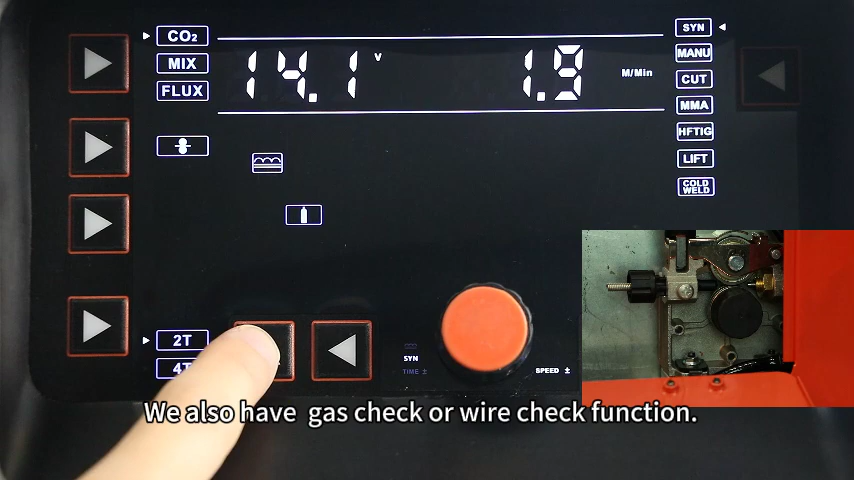 CO₂
MIX
FLUX
14.1 V
1.9 M/Min
SYN
MANU
CUT
MMA
HFTIG
LIFT
COLD
WELD
2T
4T
SYN
TIME ±
SPEED ±
We also have gas check or wire check function.